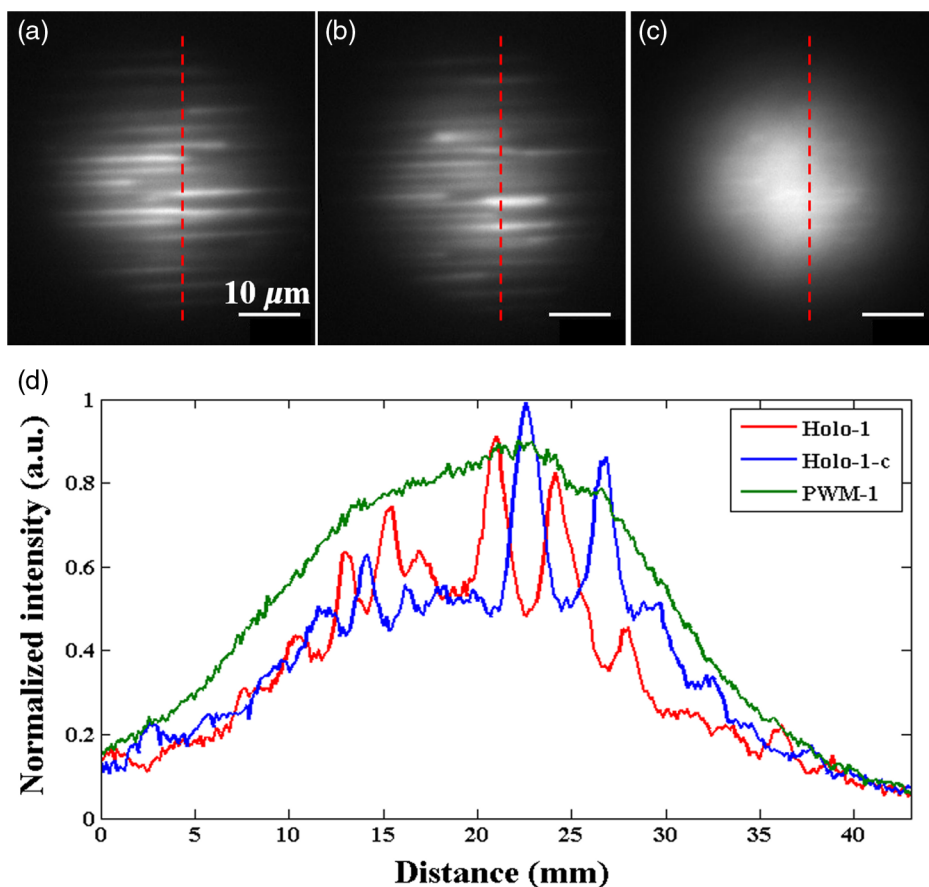 (a)
(b)
(c)
10 μm
(d)
Normalized intensity (a.u.)
1
0.8
0.6
0.4
0.2
0
Holo-1
Holo-1-c
PWM-1
0 5 10 15 20 25 30 35 40
Distance (mm)